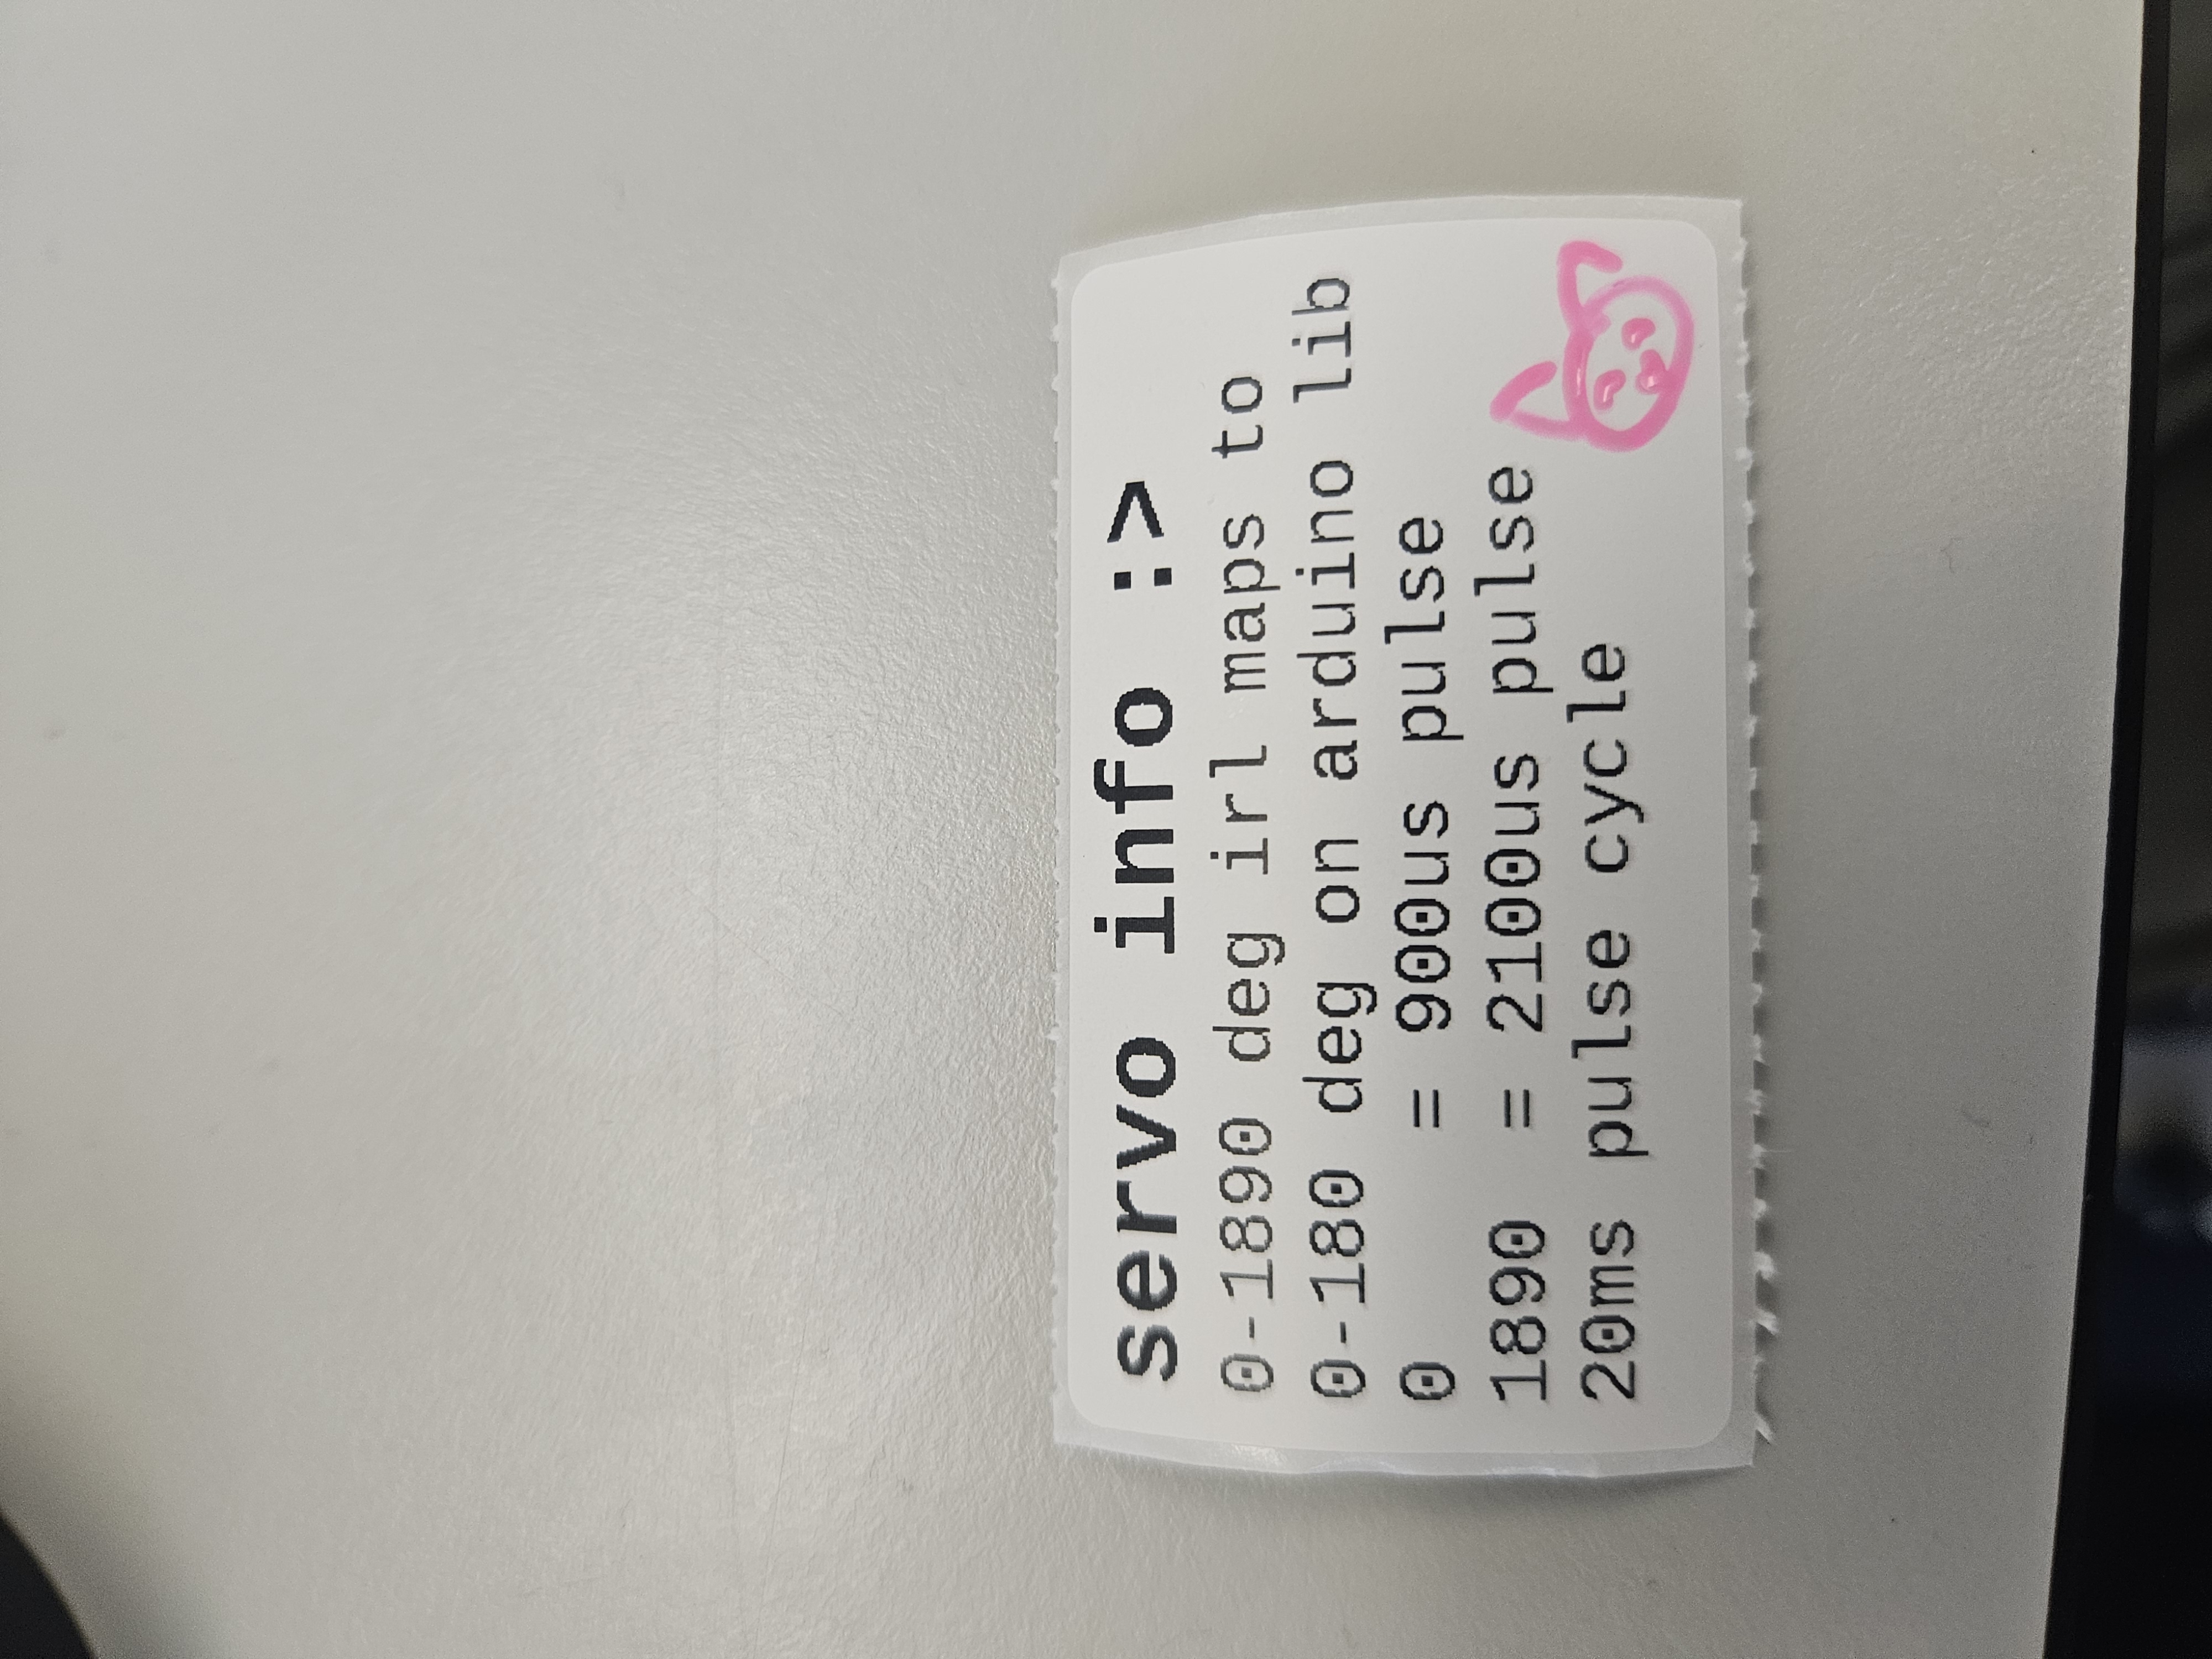 servo info :>
0-1890 deg irl maps to
0-180 deg on arduino lib
0     = 900us pulse
1890  = 2100us pulse
20ms pulse cycle